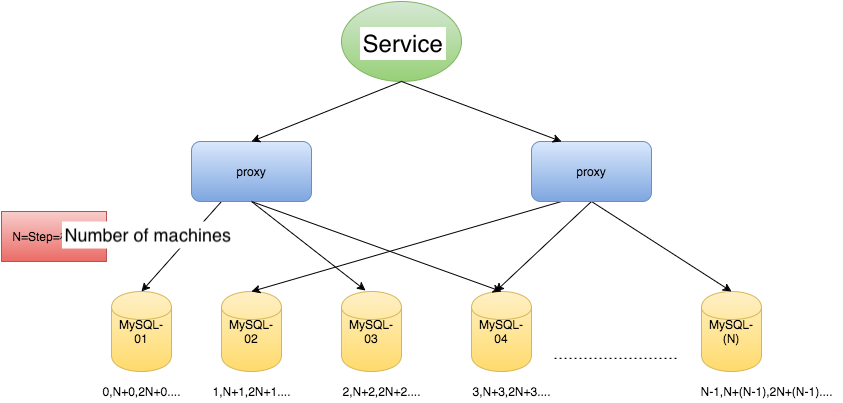 Service
proxy
proxy
N=Step=
Number of machines
MySQL-
01
MySQL-
02
MySQL-
03
MySQL-
04
MySQL-
(N)
0,N+0,2N+0....
1,N+1,2N+1....
2,N+2,2N+2....
3,N+3,2N+3....
N-1,N+(N-1),2N+(N-1)....